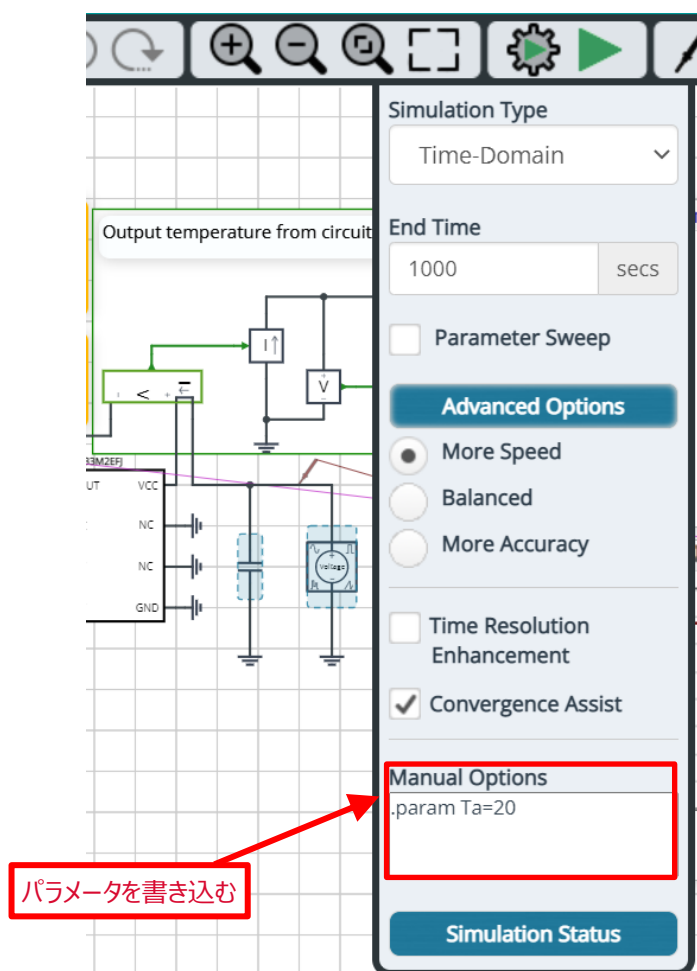 Simulation Type
Time-Domain
End Time
1000
secs
Parameter Sweep
Advanced Options
More Speed
Balanced
More Accuracy
Time Resolution
Enhancement
Convergence Assist
Manual Options
.param Ta=20
Simulation Status
Output temperature from circuit
I
V
33M2EFJ
UT
VCC
NC
NC
GND
Voltage
パラメータを書き込む